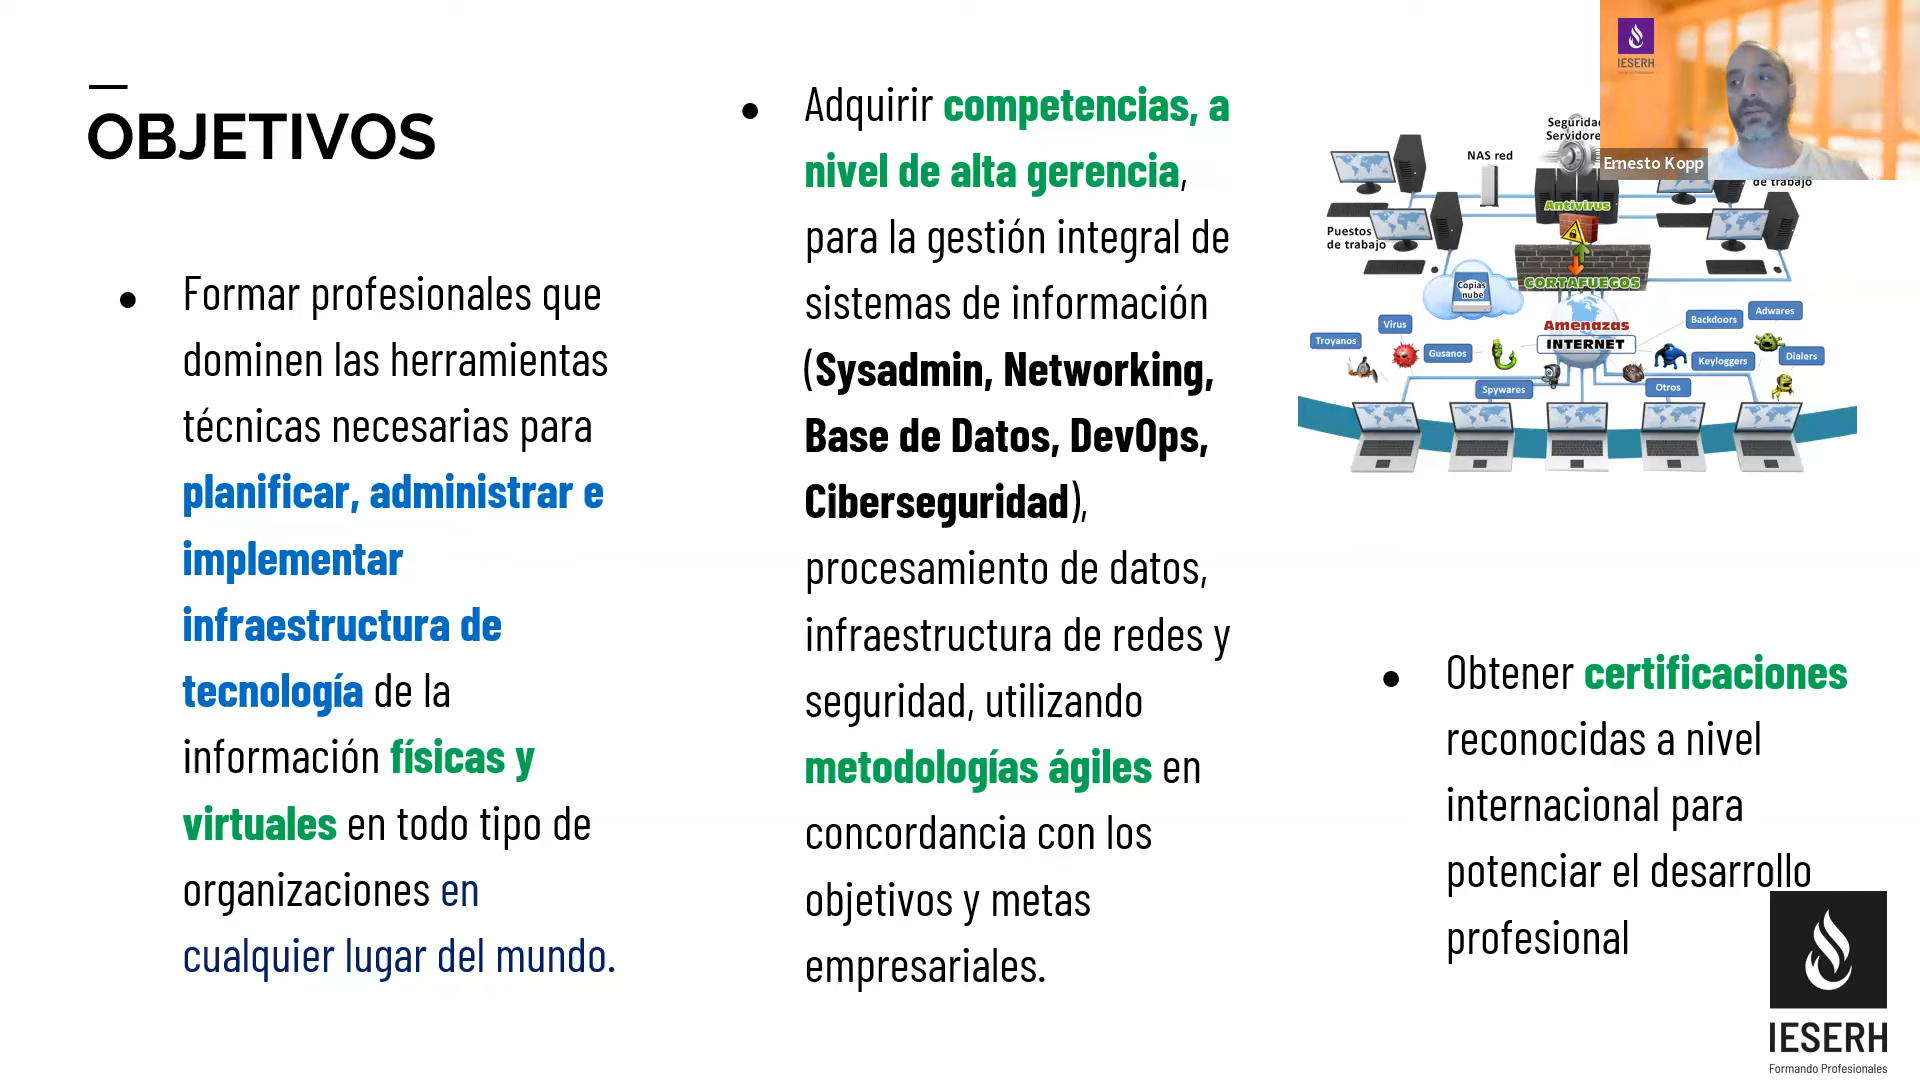 OBJETIVOS
Formar profesionales que
dominen las herramientas
técnicas necesarias para
planificar, administrar e
implementar
infraestructura de
tecnología de la
información físicas y
virtuales en todo tipo de
organizaciones en
cualquier lugar del mundo.
Adquirir competencias, a
nivel de alta gerencia,
para la gestión integral de
sistemas de información
(Sysadmin, Networking,
Base de Datos, DevOps,
Ciberseguridad),
procesamiento de datos,
infraestructura de redes y
seguridad, utilizando
metodologías ágiles en
concordancia con los
objetivos y metas
empresariales.
IESERH
Ernesto Kopp
NAS red
Antivirus
de trabajo
Puestos
de trabajo
Copias
nube
CORTAFUEGOS
Amenazas
INTERNET
Troyanos
Virus
Gusanos
Spywares
Backdoors
Adwares
Keyloggers
Dialers
Otros
Obtener certificaciones
reconocidas a nivel
internacional para
potenciar el desarrollo
profesional
IESERH
Formando Profesionales